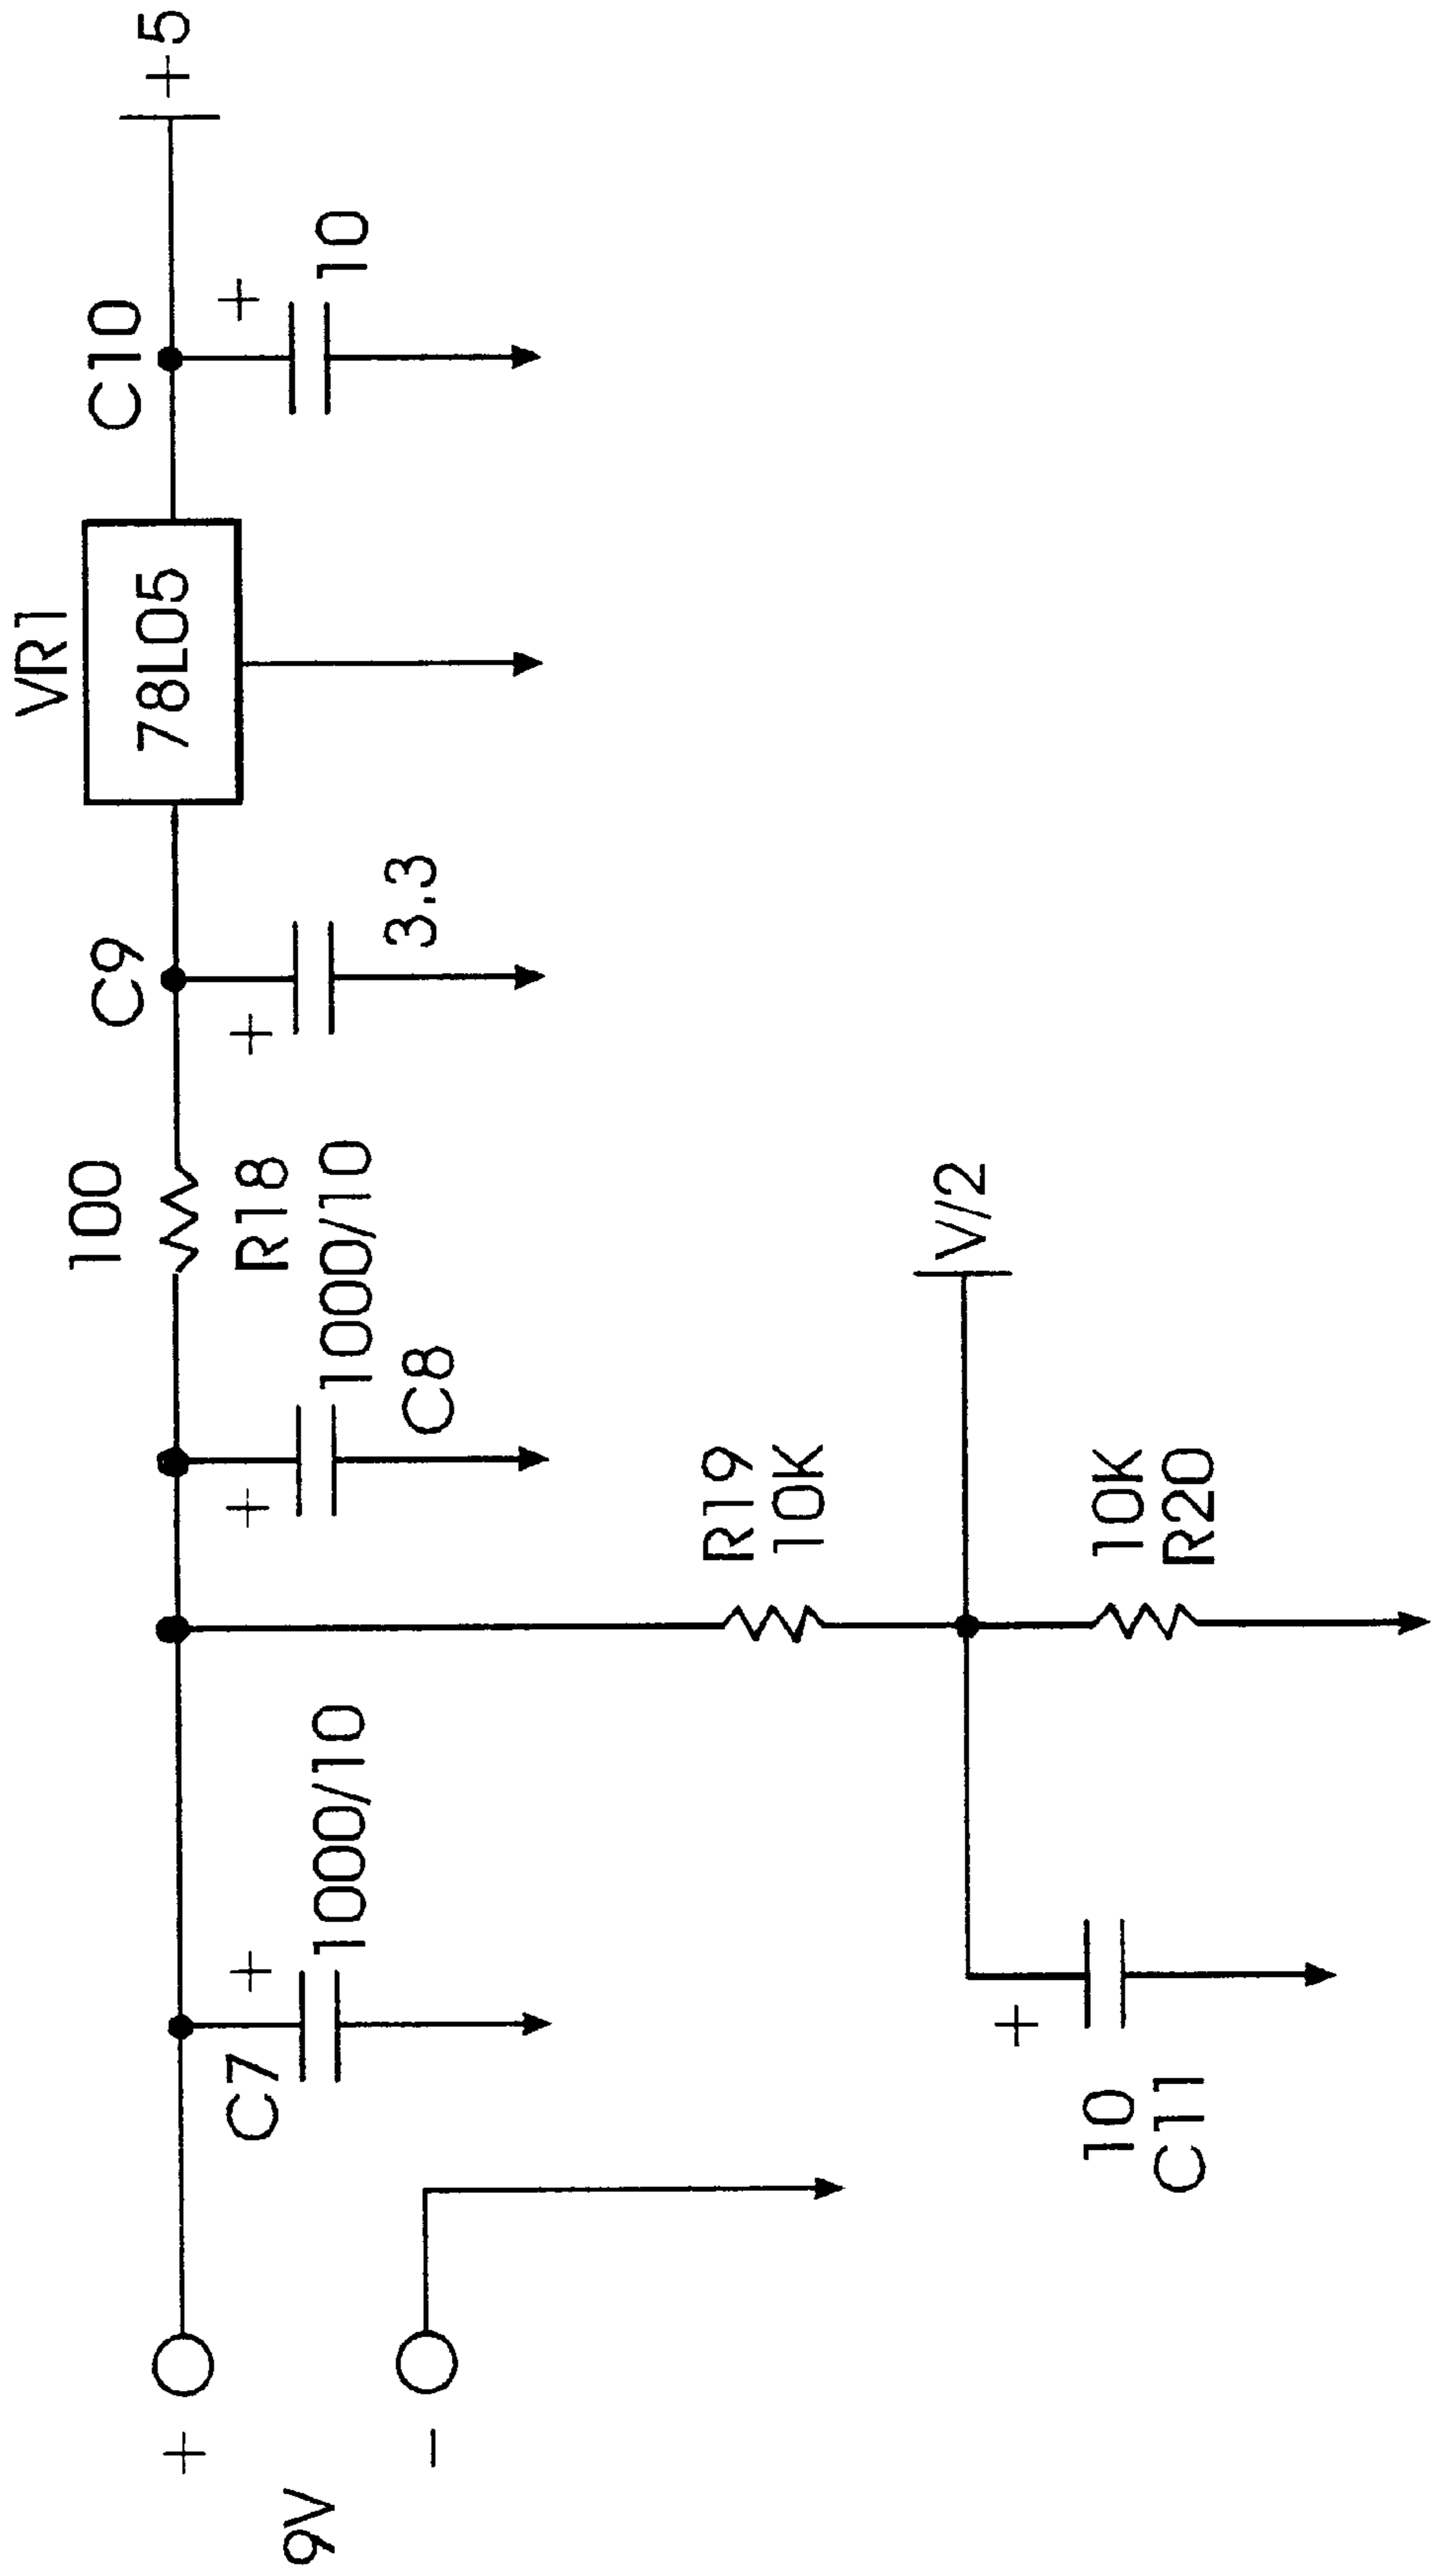 9V
+
-
C7
+
1000/10
+
1000/10
C8
100
R18
C9
+
3.3
VR1
78L05
C10
+
10
+5
R19
10K
V/2
10K
R20
+
10
C11